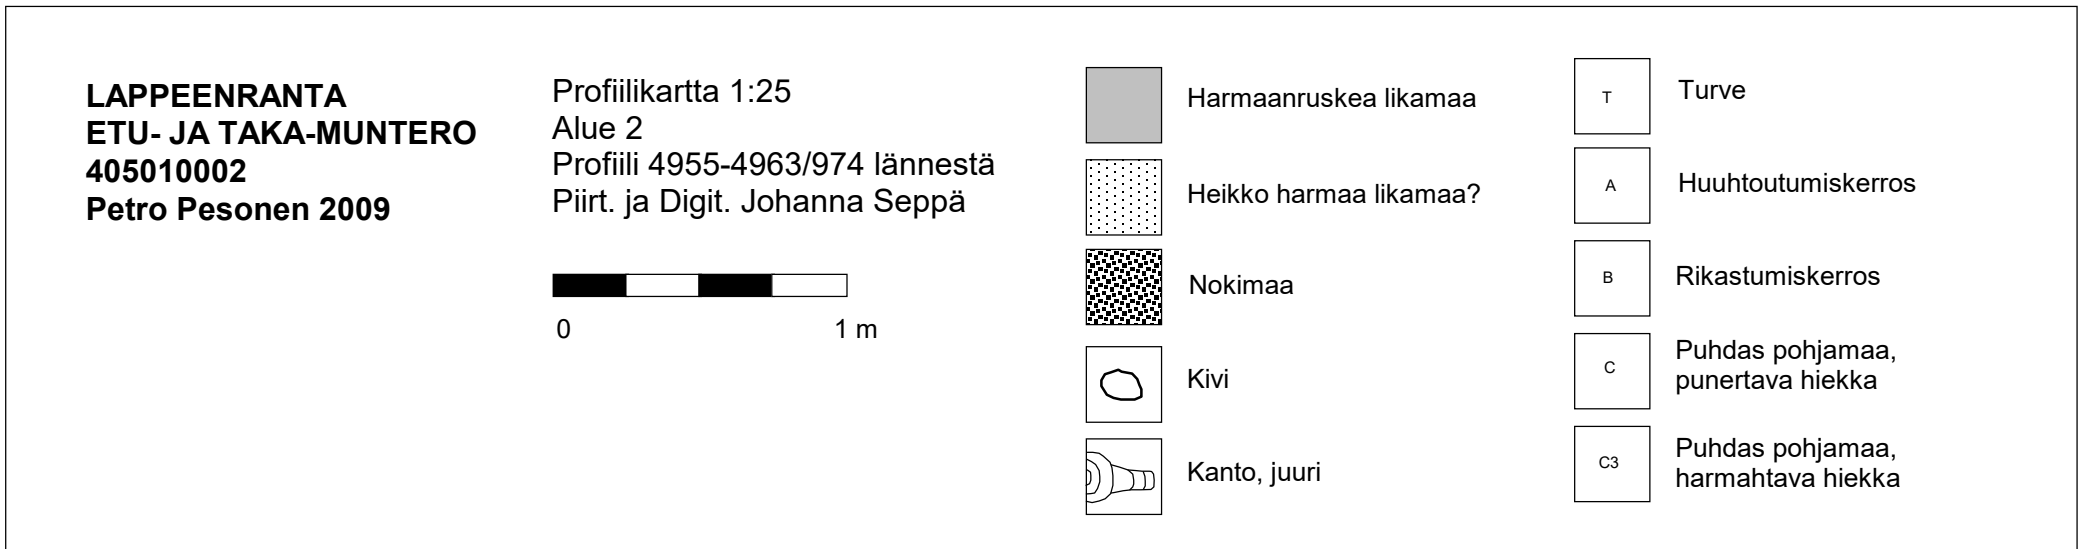 LAPPEENRANTA
ETU- JA TAKA-MUNTERO
405010002
Petro Pesonen 2009
Profiilikartta 1:25
Alue 2
Profiili 4955-4963/974 lännestä
Piirt. ja Digit. Johanna Seppä
0 1 m
Harmaanruskea likamaa
Heikko harmaa likamaa?
Nokimaa
Kivi
Kanto, juuri
T Turve
A Huuhtoutumiskerros
B Rikastumiskerros
C Puhdas pohjamaa,
punertava hiekka
C3 Puhdas pohjamaa,
harmahtava hiekka